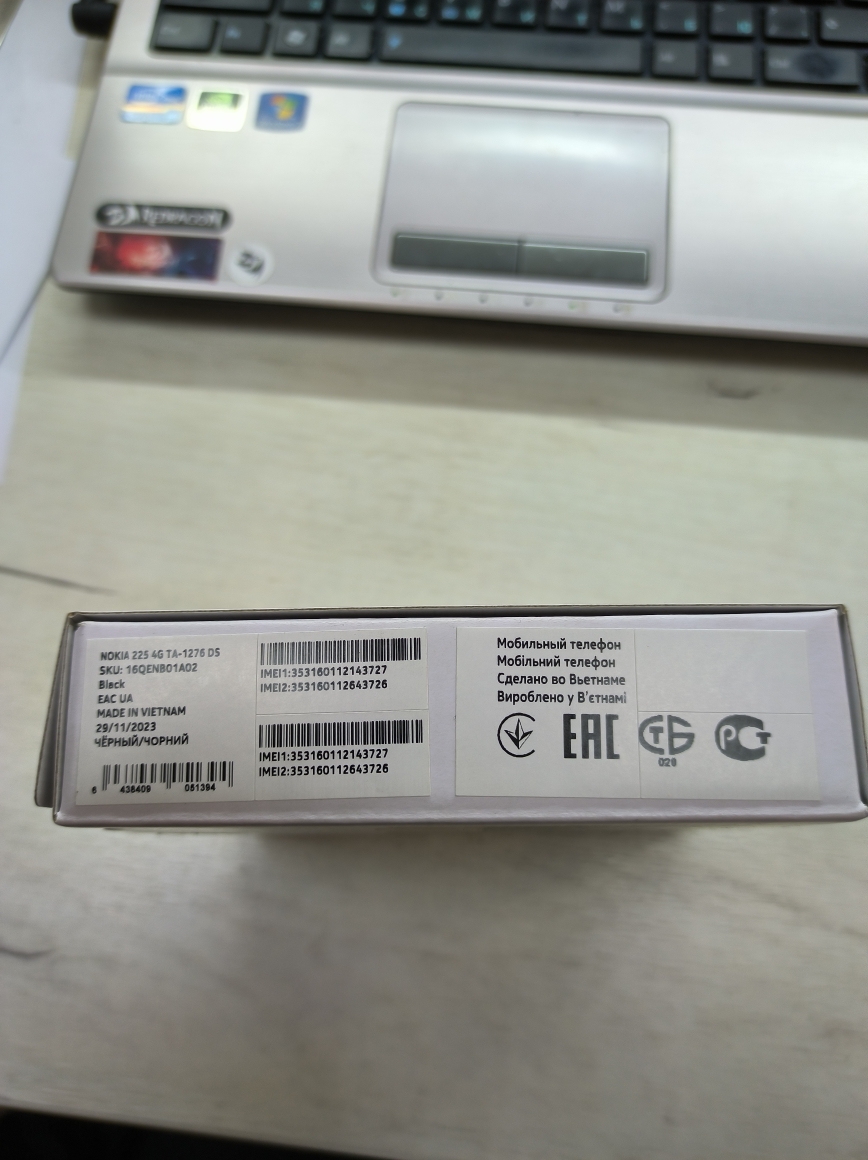 NOKIA 225 4G TA-1276 DS
SKU: 16QENB01A02
Black
EAC UA
MADE IN VIETNAM
29/11/2023
ЧЁРНЫЙ/ЧОРНИЙ
6 438409 051394
IMEI1:353160112143727
IMEI2:353160112643726
IMEI1:353160112143727
IMEI2:353160112643726
Мобильный телефон
Мобільний телефон
Сделано во Вьетнаме
Вироблено у В'єтнамі
EAC
СТБ
020
РСТ